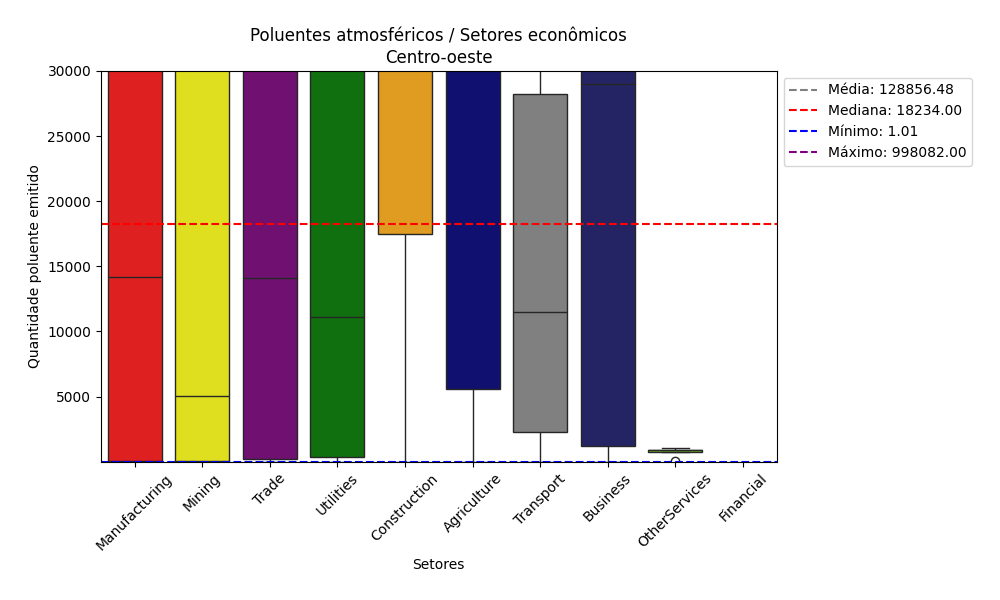 Poluentes atmosféricos / Setores econômicos
Centro-oeste
Quantidade poluente emitido
30000
25000
20000
15000
10000
5000
Manufacturing
Mining
Trade
Utilities
Construction
Agriculture
Transport
Business
OtherServices
Financial
Setores
Média: 128856.48
Mediana: 18234.00
Mínimo: 1.01
Máximo: 998082.00